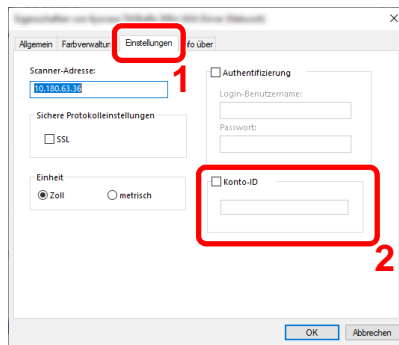 Allgemein Farbverwaltun Einstellungen fo über
1
Scanner-Adresse:
10.180.63.36
Sichere Protokolleinstellungen
SSL
Einheit
Zoll metrisch
Authentifizierung
Login-Benutzername:
Passwort:
Konto-ID
2
OK Abbrechen